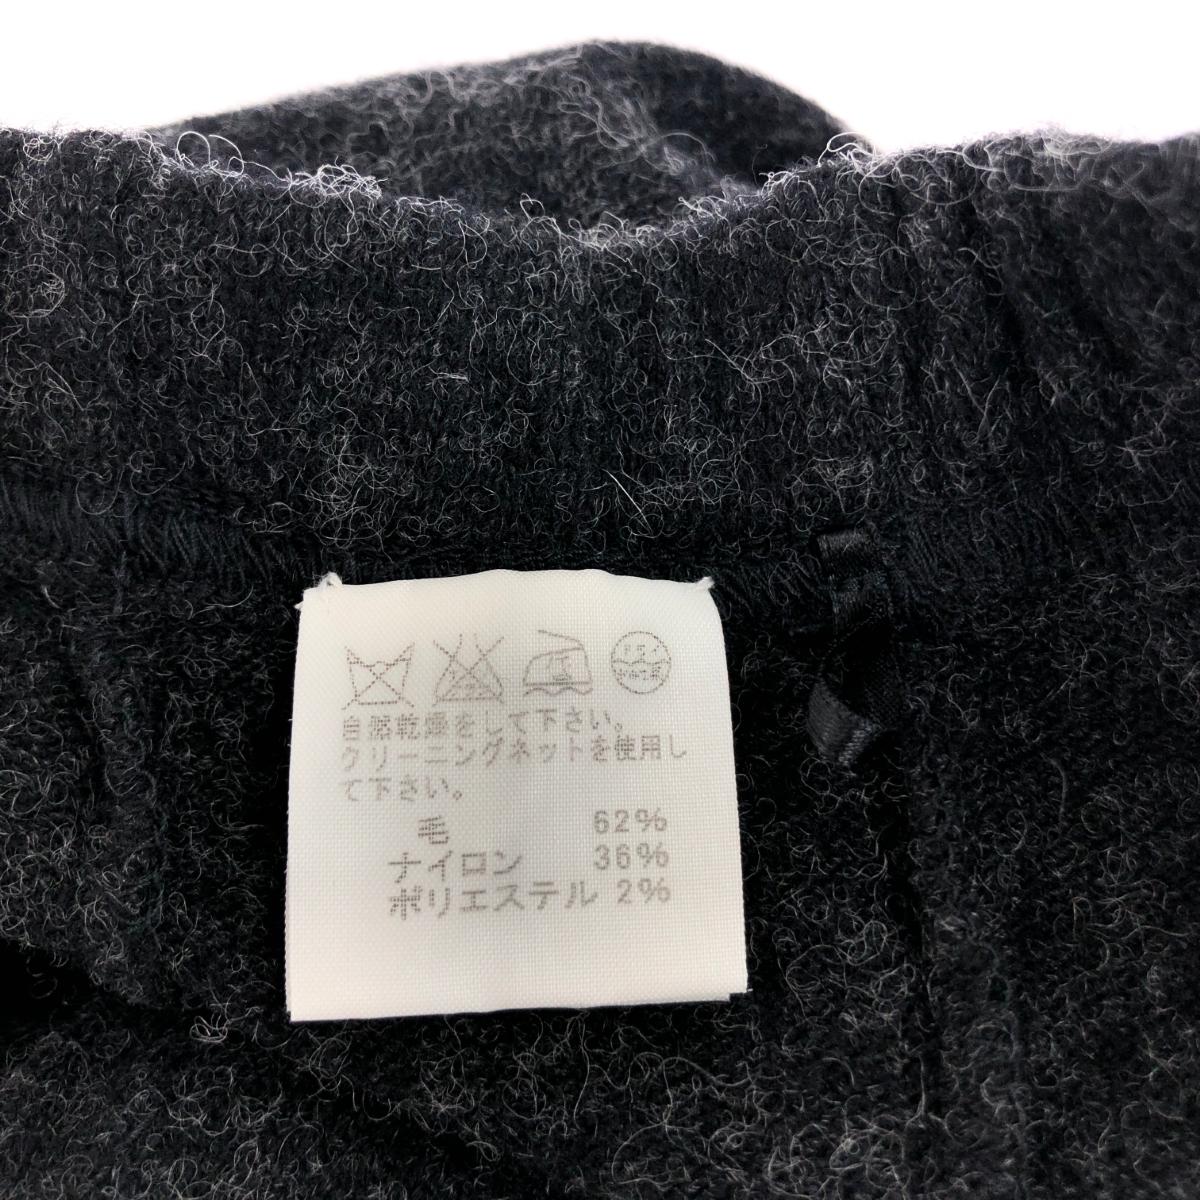 自然乾燥をして下さい。
クリーニングネットを使用し
て下さい。
毛 62%
ナイロン 36%
ポリエステル 2%